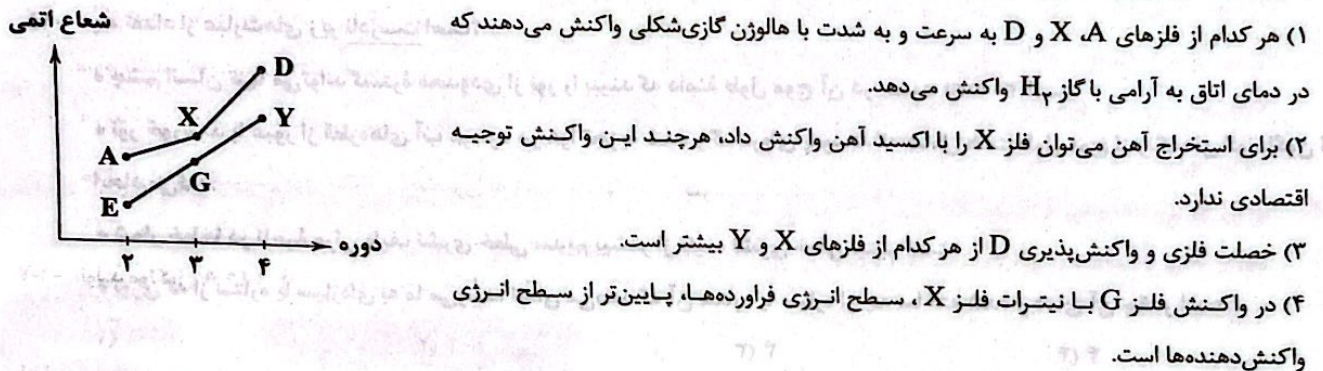 ۱) هر کدام از فلزهای A، X و D به سرعت و به شدت با هالوژن گازی‌شکلی واکنش می‌دهند که
در دمای اتاق به آرامی با گاز H۲ واکنش می‌دهد.
۲) برای استخراج آهن می‌توان فلز X را با اکسید آهن واکنش داد، هرچند این واکنش توجیه
اقتصادی ندارد.
۳) خصلت فلزی و واکنش‌پذیری D از هر کدام از فلزهای X و Y بیشتر است.
۴) در واکنش فلز G با نیترات فلز X، سطح انرژی فراورده‌ها، پایین‌تر از سطح انرژی
واکنش‌دهنده‌ها است.
شعاع اتمی
D
Y
X
A
G
E
دوره
۲ ۳ ۴